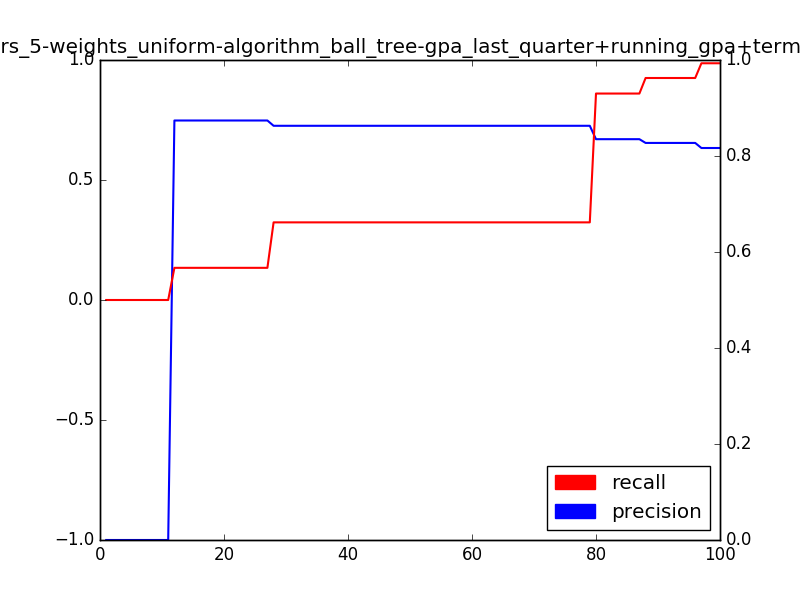 rs_5-weights_uniform-algorithm_ball_tree-gpa_last_quarter+running_gpa+term
1.0
0.5
0.0
−0.5
−1.0
1.0
0.8
0.6
0.4
0.2
0.0
recall
precision
0 20 40 60 80 100